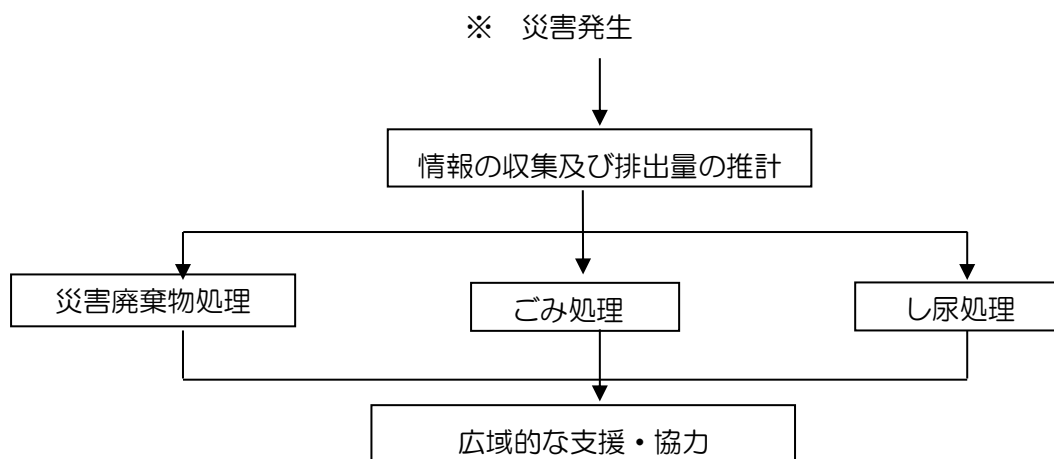 ※　災害発生
情報の収集及び排出量の推計
災害廃棄物処理
ごみ処理
し尿処理
広域的な支援・協力